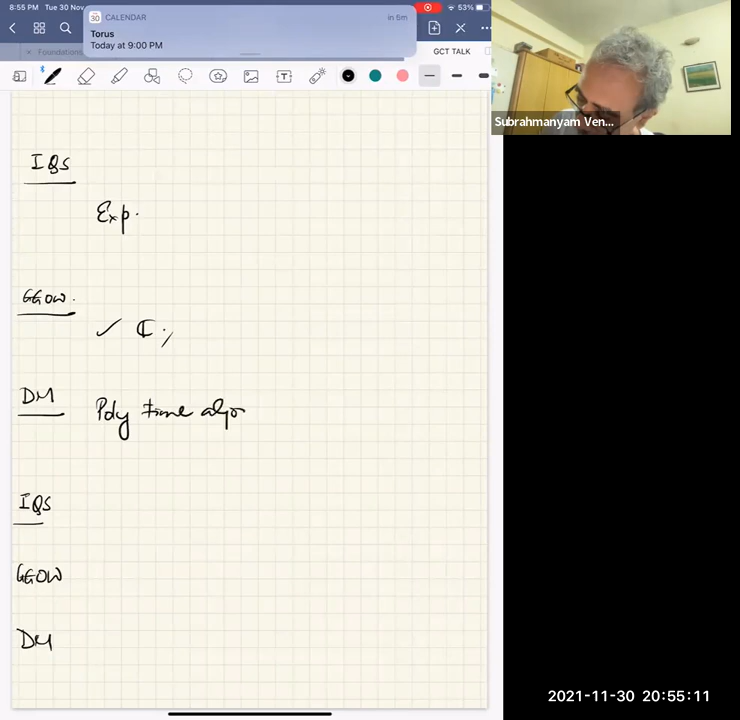 8:55 PM Tue 30 Nov
53%
CALENDAR
in 5m
30
Torus
Today at 9:00 PM
Foundations
GCT TALK
Subrahmanyam Ven...
IQS
Exp.
GGOW.
✓ ℂ ;
DM Poly time algo
IQS
GGOW
DM
2021-11-30 20:55:11